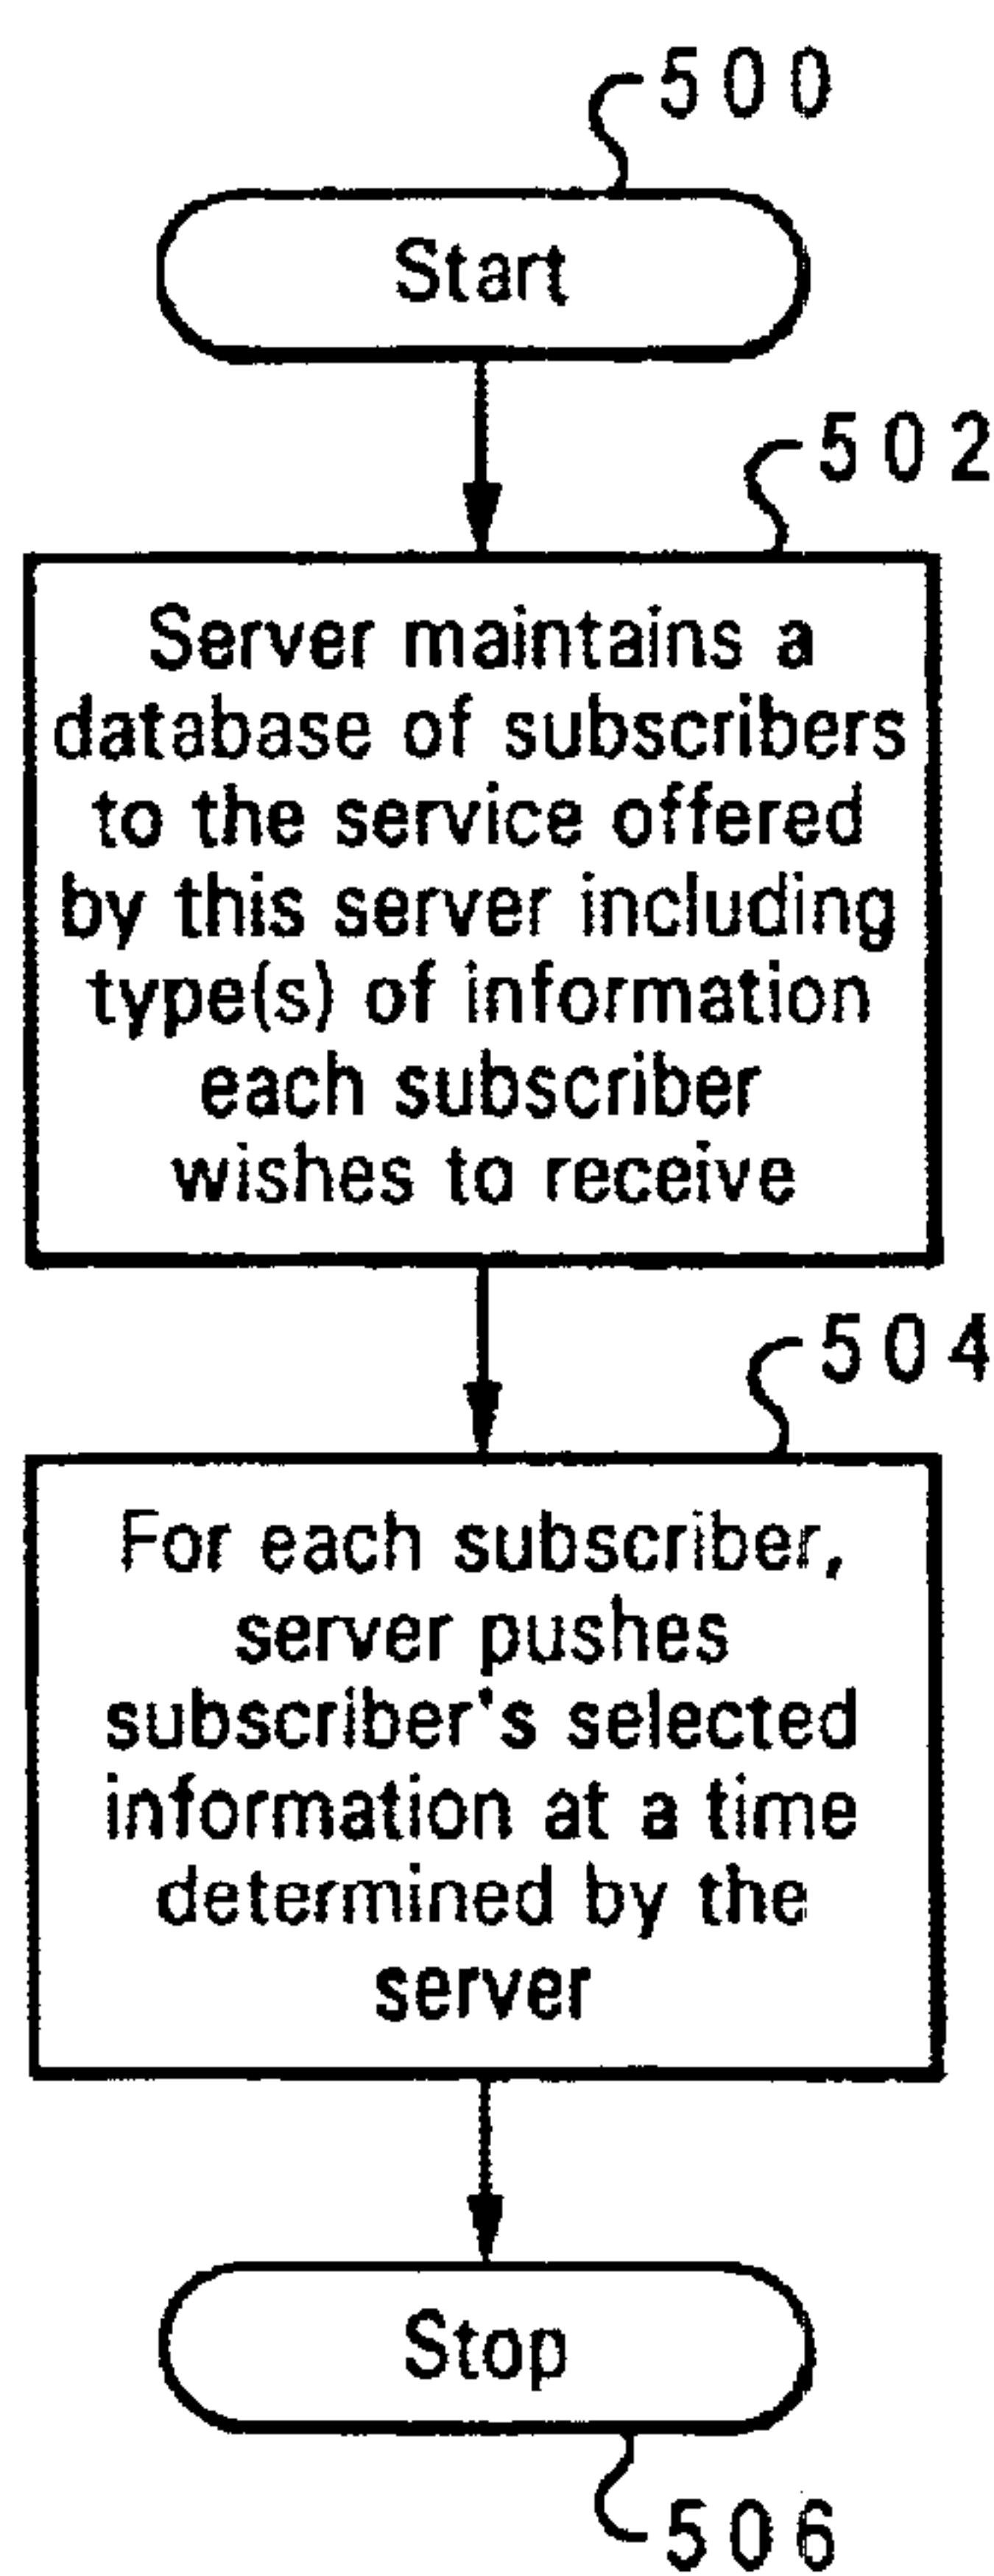 500
Start
502
Server maintains a
database of subscribers
to the service offered
by this server including
type(s) of information
each subscriber
wishes to receive
504
For each subscriber,
server pushes
subscriber's selected
information at a time
determined by the
server
Stop
506